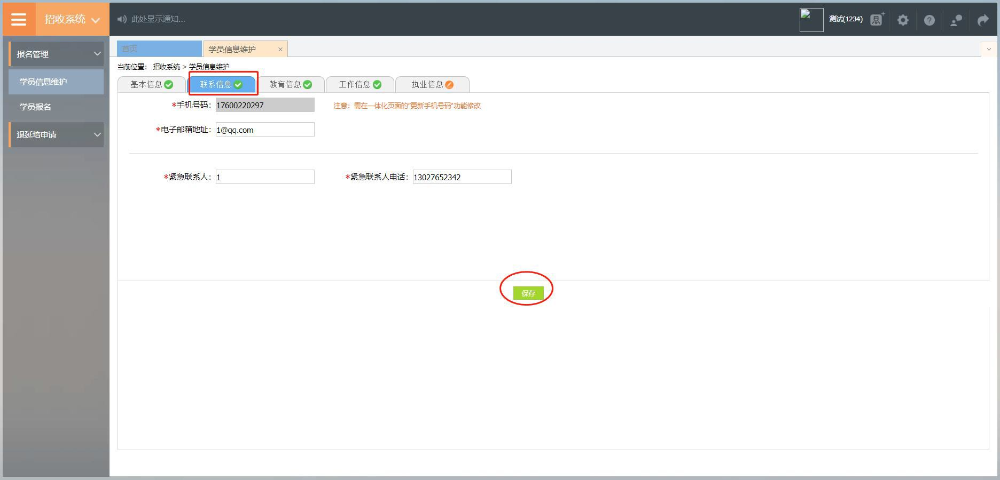 招收系统
此处显示通知...
测试(1234)
报名管理
学员信息维护
学员报名
退延培申请
首页
学员信息维护 ×
当前位置： 招收系统 > 学员信息维护
基本信息 联系信息 教育信息 工作信息 执业信息
*手机号码： 17600220297 注意：需在一体化页面的"更新手机号码"功能修改
*电子邮箱地址： 1@qq.com
*紧急联系人： 1 *紧急联系人电话： 13027652342
保存